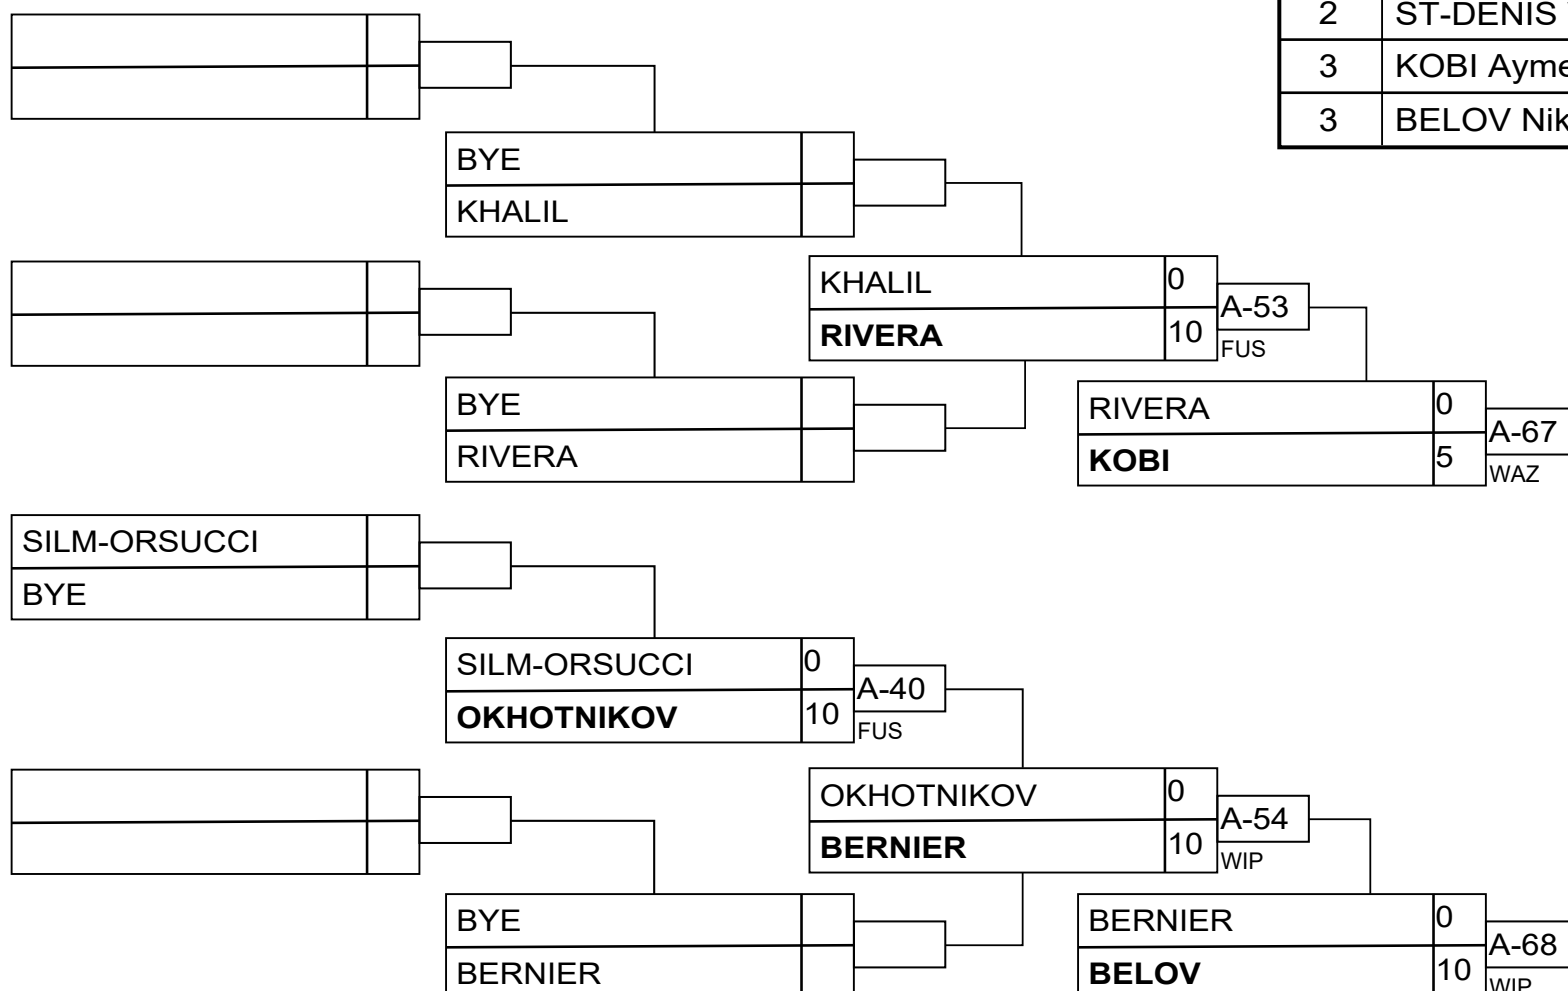 2 ST-DENIS
3 KOBI Ayme
3 BELOV Nik
BYE
KHALIL
KHALIL 0
RIVERA 10
A-53
FUS
BYE
RIVERA
RIVERA 0
KOBI 5
A-67
WAZ
SILM-ORSUCCI
BYE
SILM-ORSUCCI 0
OKHOTNIKOV 10
A-40
FUS
OKHOTNIKOV 0
BERNIER 10
A-54
WIP
BYE
BERNIER
BERNIER 0
BELOV 10
A-68
WIP